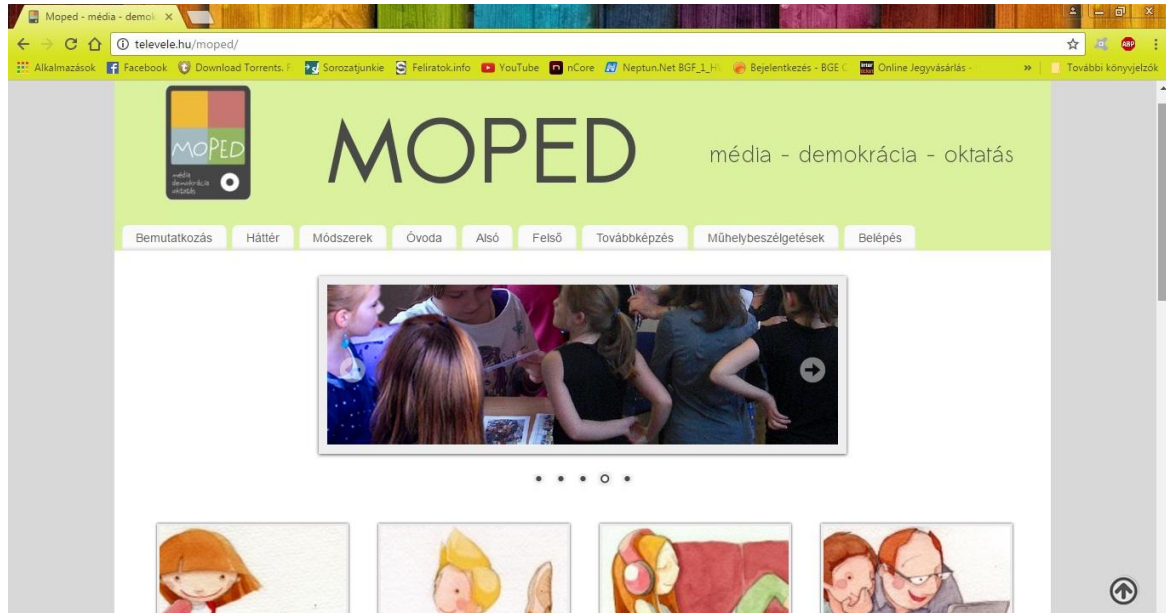 Moped - média - demok
televele.hu/moped/
ABP
Alkalmazások Facebook Download Torrents. F Sorozatjunkie Feliratok.info YouTube nCore Neptun.Net BGF_1_H Bejelentkezés - BGE Online Jegyvásárlás - » További könyvjelzők
MOPED
média
demokrácia
oktatás
MOPED
média - demokrácia - oktatás
Bemutatkozás Háttér Módszerek Óvoda Alsó Felső Továbbképzés Műhelybeszélgetések Belépés